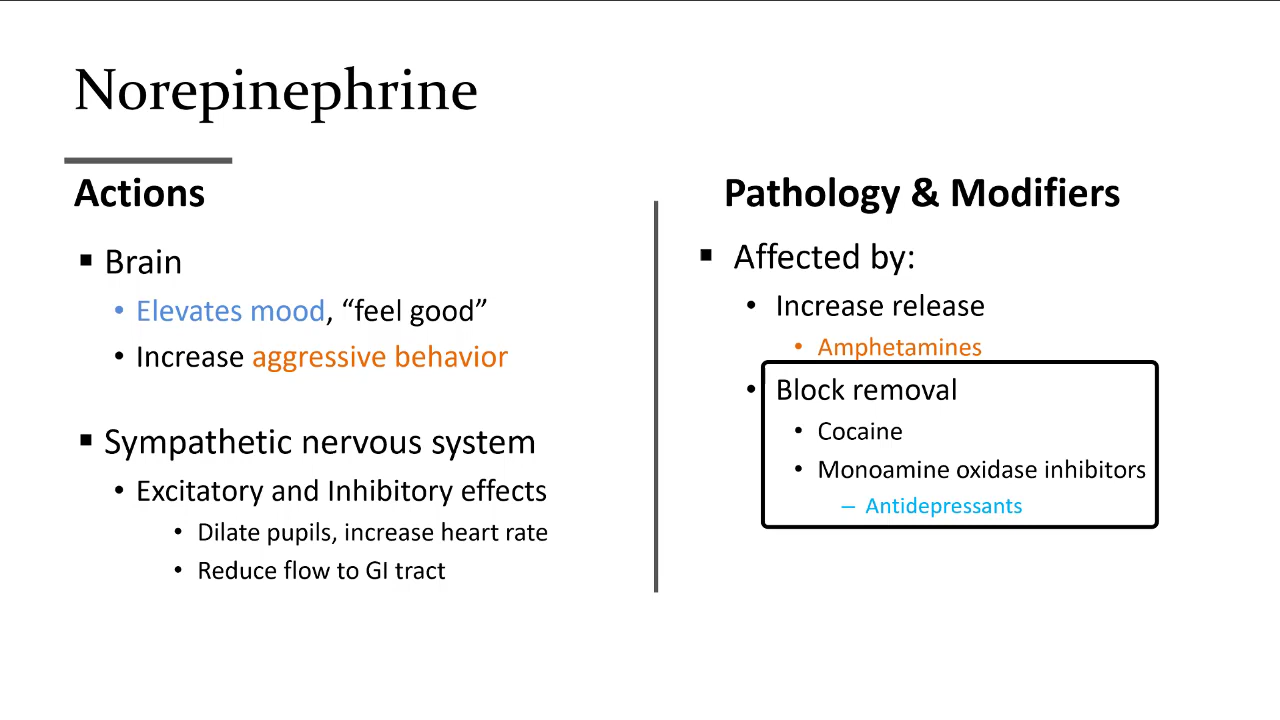 Norepinephrine
Actions
Brain
Elevates mood, “feel good”
Increase aggressive behavior
Sympathetic nervous system
Excitatory and Inhibitory effects
Dilate pupils, increase heart rate
Reduce flow to GI tract
Pathology & Modifiers
Affected by:
Increase release
Amphetamines
Block removal
Cocaine
Monoamine oxidase inhibitors
– Antidepressants